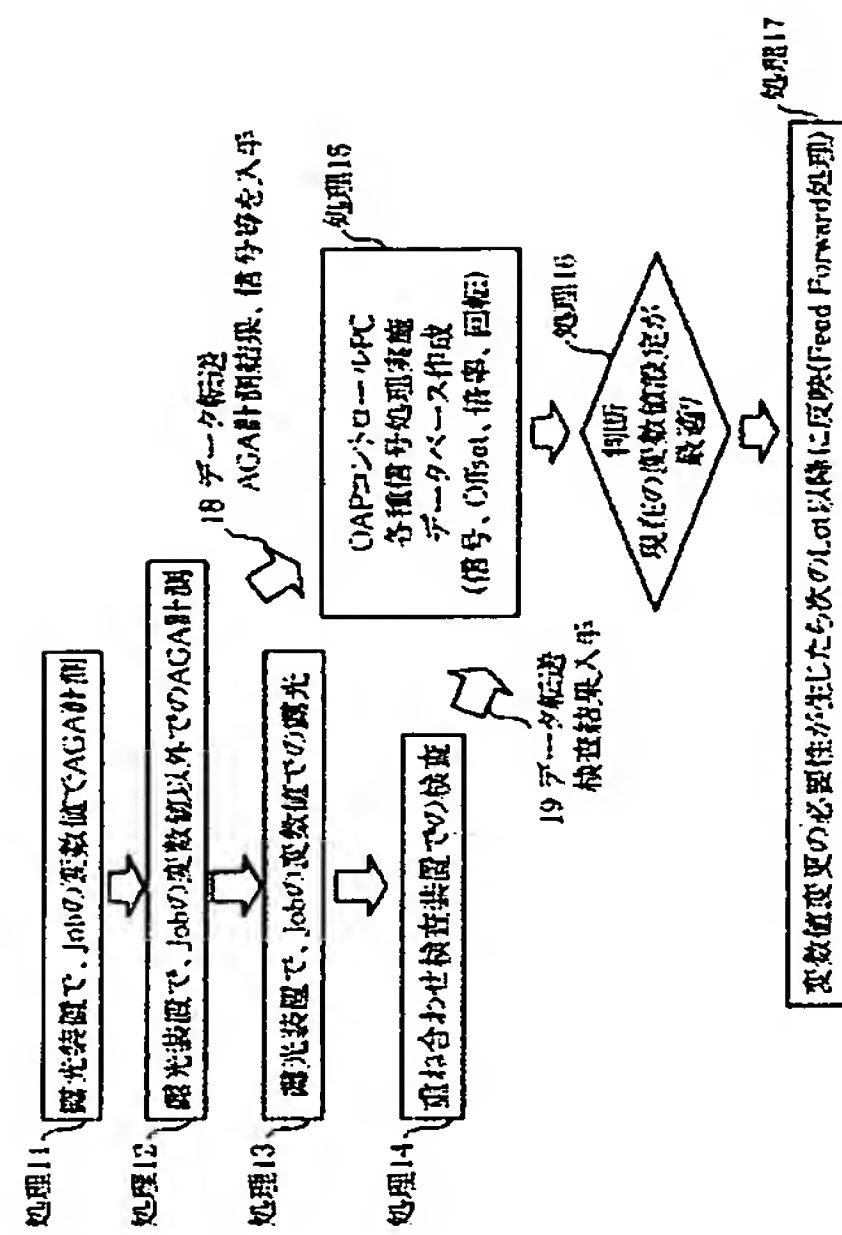 処理11
露光装置で、Jobの変数値でAGA計測
処理12
露光装置で、Jobの変数値以外でのAGA計測
処理13
露光装置で、Jobの変数値での露光
処理14
重ね合わせ検査装置での検査
18 データ転送
AGA計測結果、信号等を入手
19 データ転送
検査結果入手
処理15
OAPコントロールPC
各種信号処理実施
データベース作成
(信号、Offset、倍率、回転)
処理16
判断
現在の変数値設定が
最適?
処理17
変数値変更の必要性が生じたら次のLot以降に反映(Feed Forward処理)